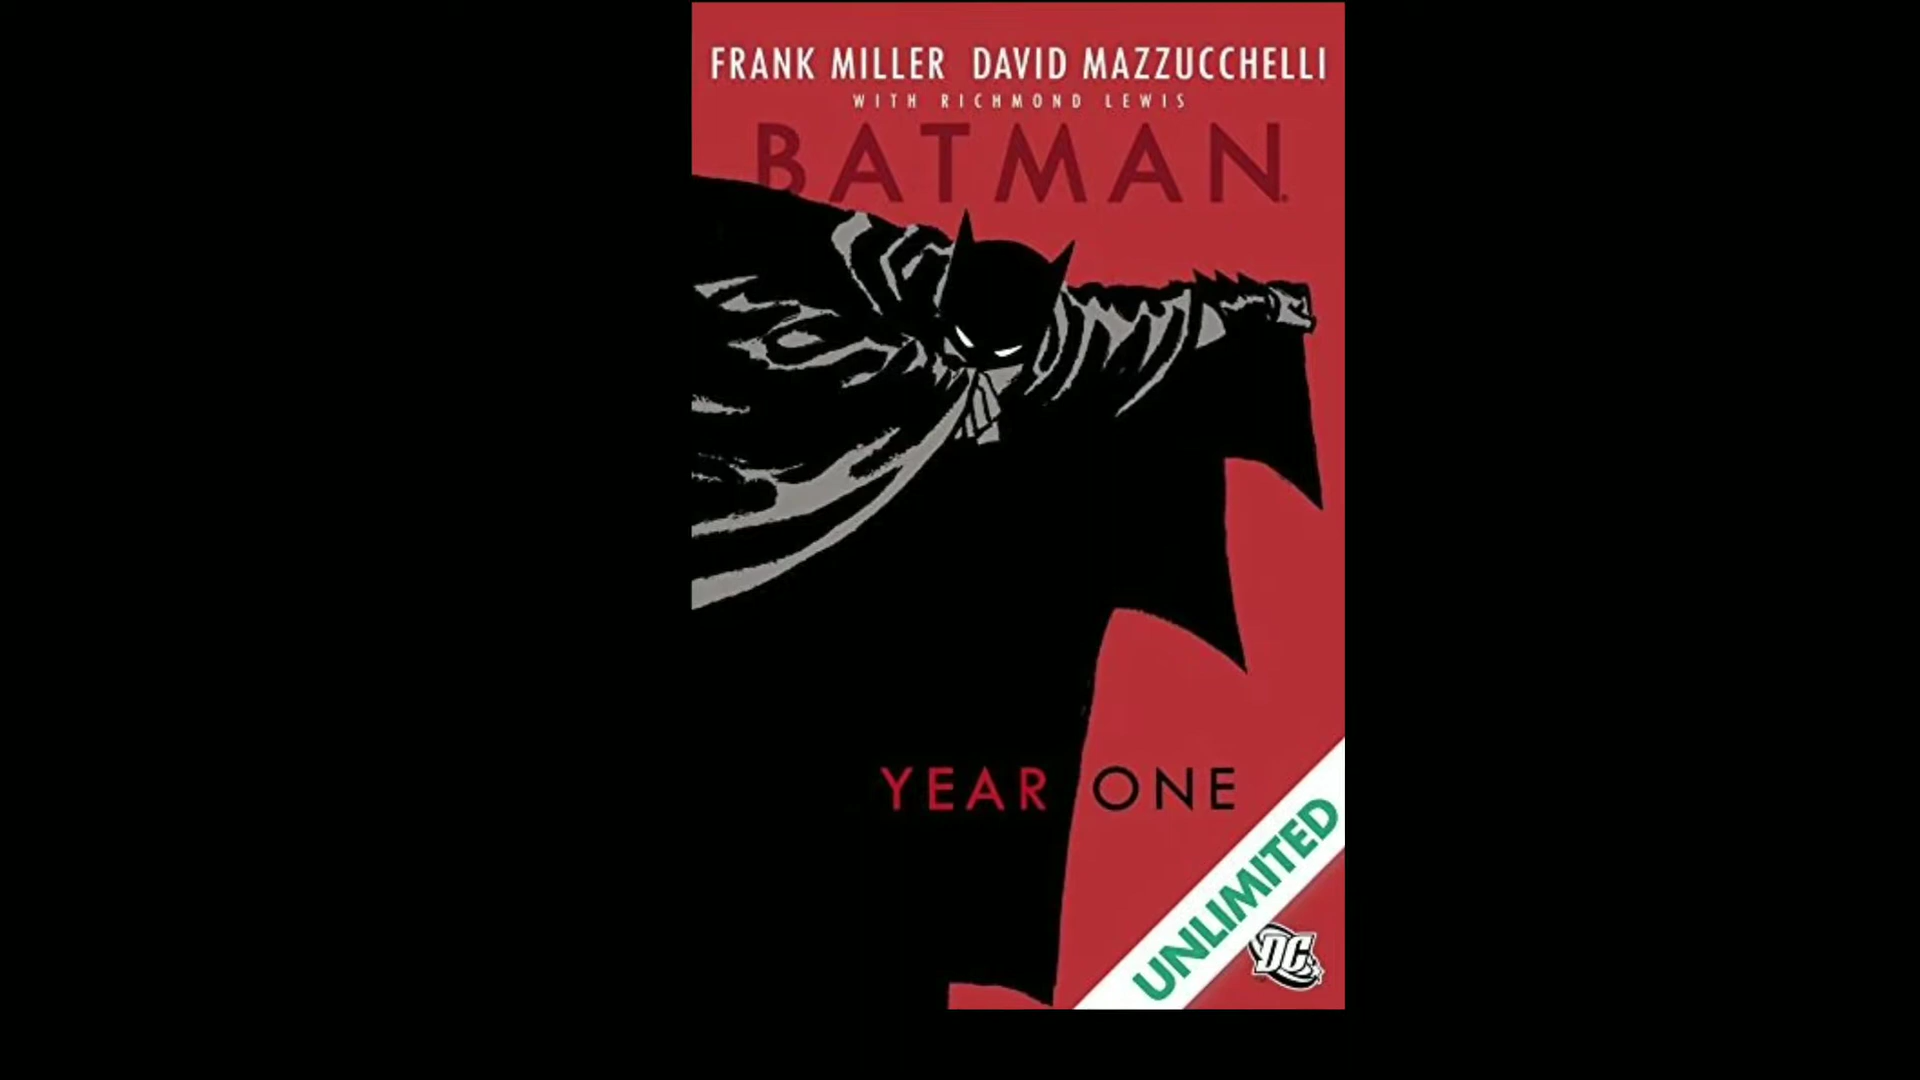 FRANK MILLER DAVID MAZZUCCHELLI
WITH RICHMOND LEWIS
BATMAN
YEAR ONE
UNLIMITED
DC